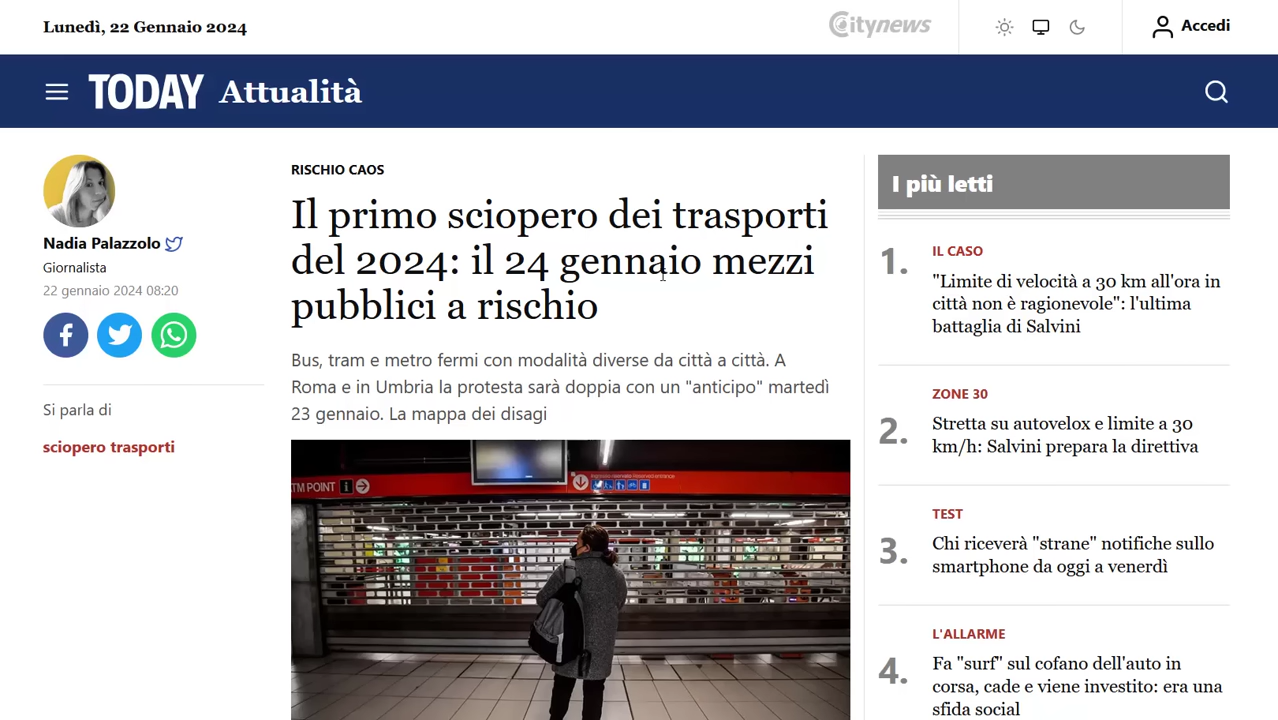 Lunedì, 22 Gennaio 2024
Citynews
Accedi
TODAY Attualità
Nadia Palazzolo
Giornalista
22 gennaio 2024 08:20
Si parla di
sciopero trasporti
RISCHIO CAOS
Il primo sciopero dei trasporti
del 2024: il 24 gennaio mezzi
pubblici a rischio
Bus, tram e metro fermi con modalità diverse da città a città. A
Roma e in Umbria la protesta sarà doppia con un "anticipo" martedì
23 gennaio. La mappa dei disagi
ATM POINT
I più letti
1.
IL CASO
"Limite di velocità a 30 km all'ora in
città non è ragionevole": l'ultima
battaglia di Salvini
2.
ZONE 30
Stretta su autovelox e limite a 30
km/h: Salvini prepara la direttiva
3.
TEST
Chi riceverà "strane" notifiche sullo
smartphone da oggi a venerdì
4.
L'ALLARME
Fa "surf" sul cofano dell'auto in
corsa, cade e viene investito: era una
sfida social